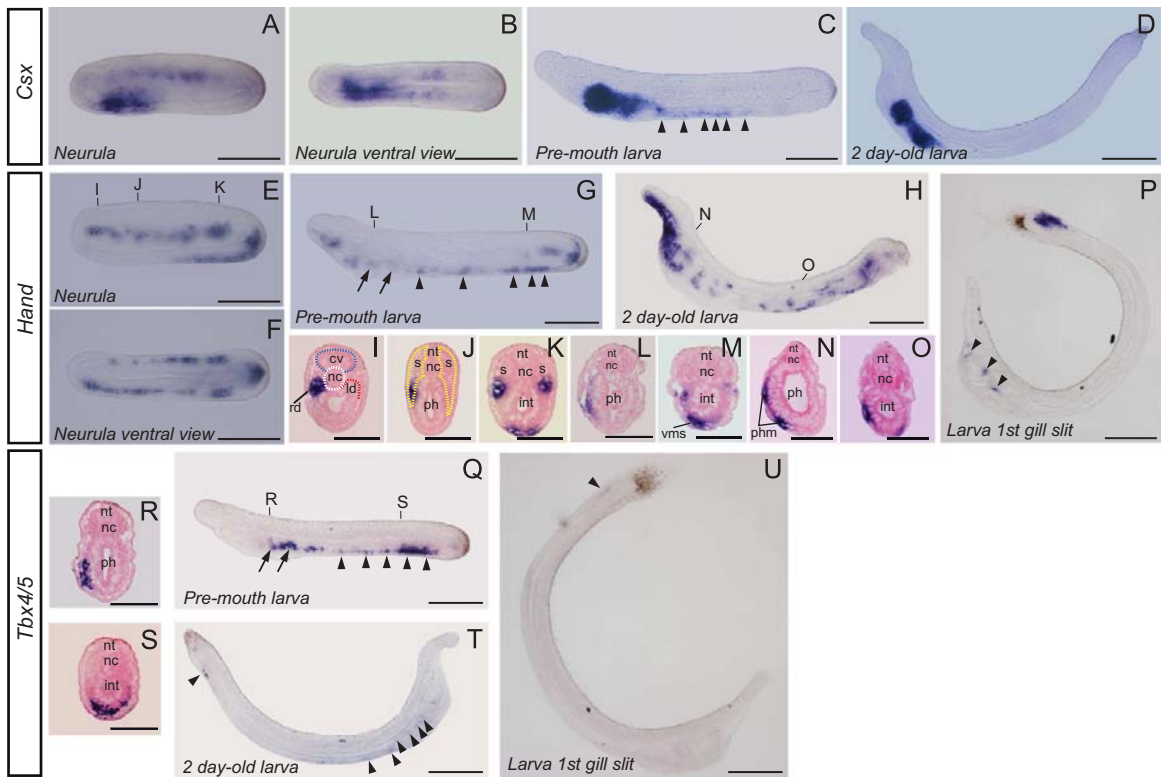 Csx
A
Neurula
B
Neurula ventral view
C
Pre-mouth larva
D
2 day-old larva
Hand
I J K E
Neurula
F
Neurula ventral view
L M G
Pre-mouth larva
N O H
2 day-old larva
P
Larva 1st gill slit
I
cv
nc
ld
rd
J
nt
s nc s
ph
K
nt
s nc s
int
L
nt
nc
ph
M
nt
nc
int
vms
N
nt
nc
ph
phm
O
nt
nc
int
Tbx4/5
R
nt
nc
ph
S
nt
nc
int
R S Q
Pre-mouth larva
T
2 day-old larva
U
Larva 1st gill slit